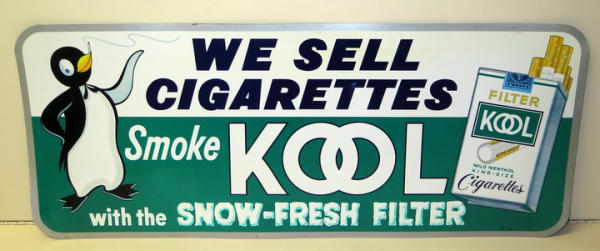 WE SELL
CIGARETTES
Smoke KOOL
with the SNOW-FRESH FILTER
FILTER
KOOL
MILD MENTHOL
KING-SIZE
Cigarettes